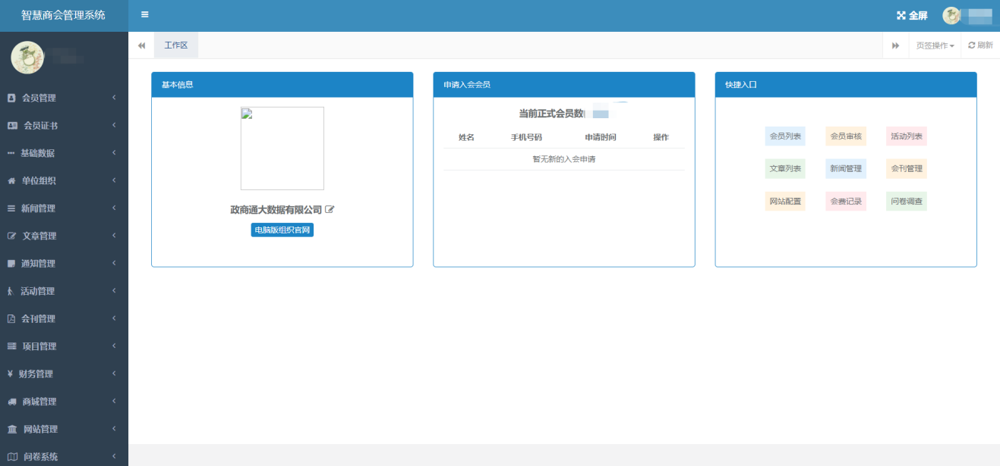 智慧商会管理系统
全屏
工作区
页签操作
刷新
会员管理
会员证书
基础数据
单位组织
新闻管理
文章管理
通知管理
活动管理
会刊管理
项目管理
财务管理
商城管理
网站管理
问卷系统
基本信息
政商通大数据有限公司
电脑版组织官网
申请入会会员
当前正式会员数
姓名 手机号码 申请时间 操作
暂无新的入会申请
快捷入口
会员列表 会员审核 活动列表
文章列表 新闻管理 会刊管理
网站配置 会费记录 问卷调查